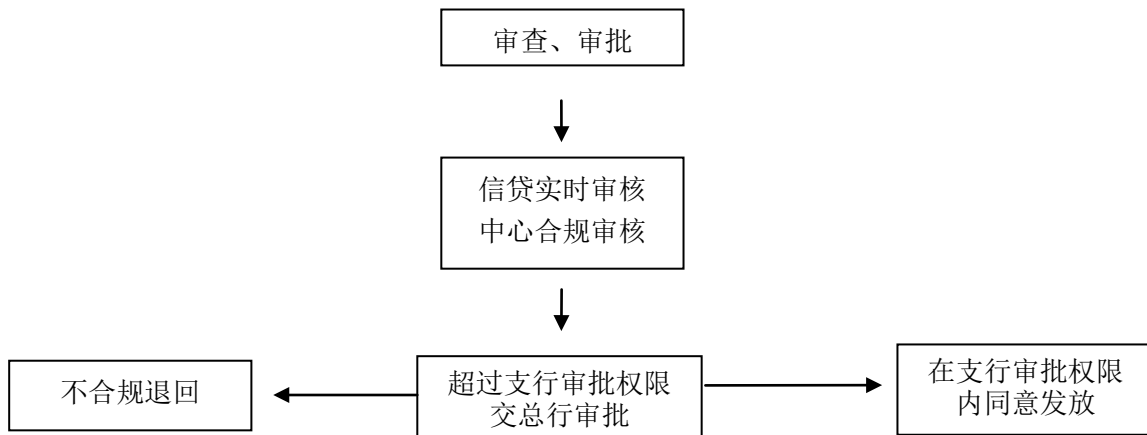 审查、审批
信贷实时审核
中心合规审核
不合规退回
超过支行审批权限
交总行审批
在支行审批权限
内同意发放